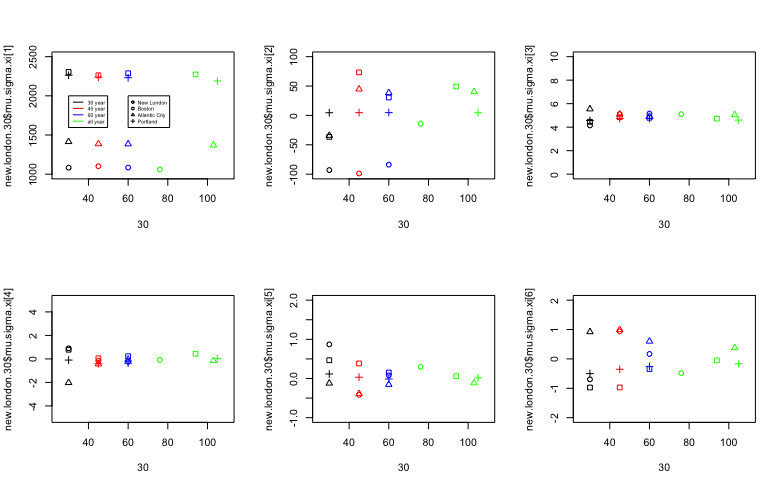 new.london.30$mu.sigma.xi[1]
1000 1500 2000 2500
40 60 80 100
30
30 year
45 year
60 year
all year
New London
Boston
Atlantic City
Portland
new.london.30$mu.sigma.xi[2]
-100 -50 0 50 100
40 60 80 100
30
new.london.30$mu.sigma.xi[3]
0 2 4 6 8 10
40 60 80 100
30
new.london.30$mu.sigma.xi[4]
-4 -2 0 2 4
40 60 80 100
30
new.london.30$mu.sigma.xi[5]
-1.0 0.0 1.0 2.0
40 60 80 100
30
new.london.30$mu.sigma.xi[6]
-2 -1 0 1 2
40 60 80 100
30